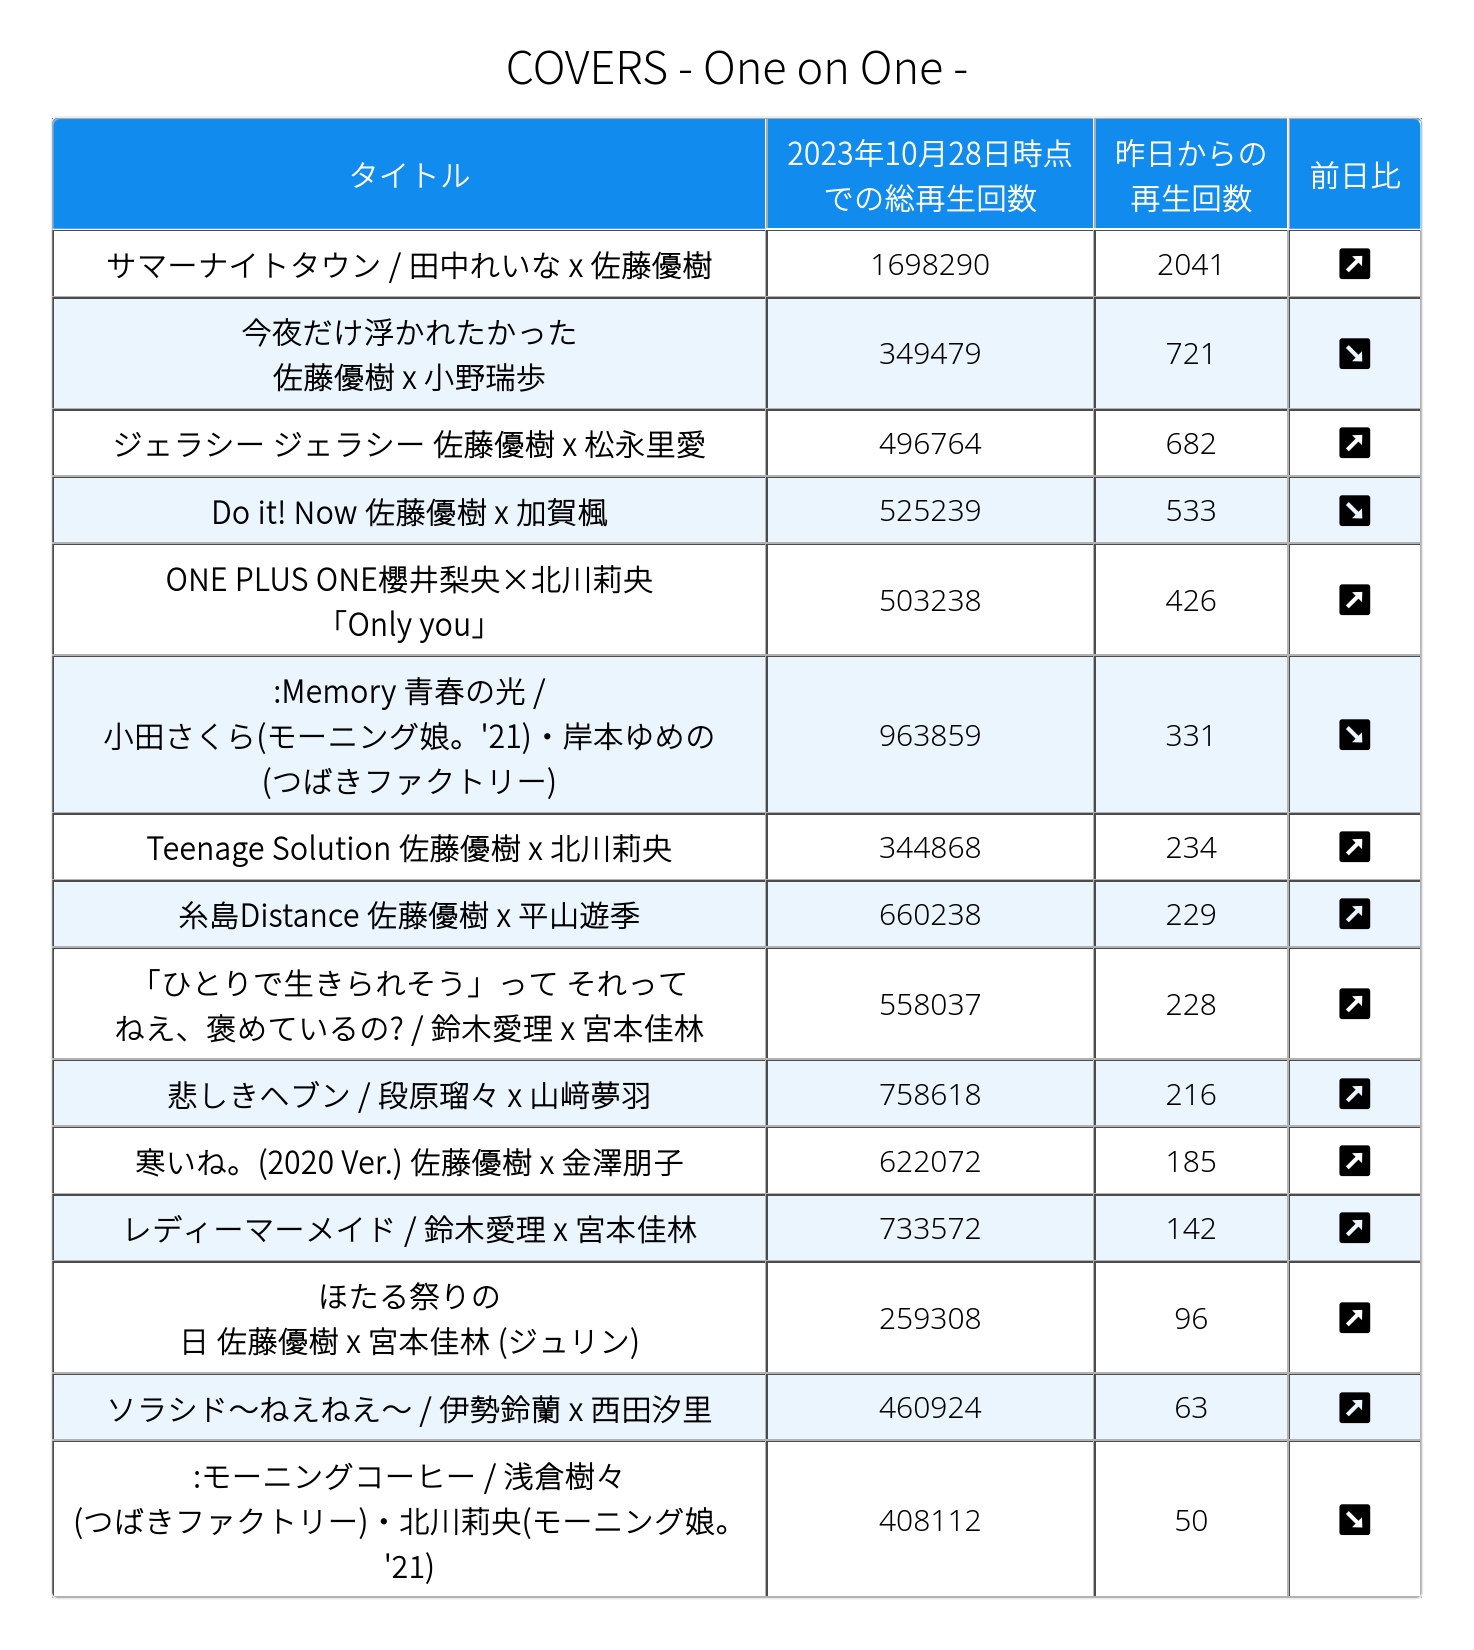 COVERS - One on One -
タイトル
2023年10月28日時点
での総再生回数
昨日からの
再生回数
前日比
サマーナイトタウン / 田中れいな x 佐藤優樹
1698290
2041
今夜だけ浮かれたかった
佐藤優樹 x 小野瑞歩
349479
721
ジェラシー ジェラシー 佐藤優樹 x 松永里愛
496764
682
Do it! Now 佐藤優樹 x 加賀楓
525239
533
ONE PLUS ONE櫻井梨央×北川莉央
「Only you」
503238
426
:Memory 青春の光 /
小田さくら(モーニング娘。'21)・岸本ゆめの
(つばきファクトリー)
963859
331
Teenage Solution 佐藤優樹 x 北川莉央
344868
234
糸島Distance 佐藤優樹 x 平山遊季
660238
229
「ひとりで生きられそう」って それって
ねえ、褒めているの? / 鈴木愛理 x 宮本佳林
558037
228
悲しきヘブン / 段原瑠々 x 山﨑夢羽
758618
216
寒いね。(2020 Ver.) 佐藤優樹 x 金澤朋子
622072
185
レディーマーメイド / 鈴木愛理 x 宮本佳林
733572
142
ほたる祭りの
日 佐藤優樹 x 宮本佳林 (ジュリン)
259308
96
ソラシド〜ねえねえ〜 / 伊勢鈴蘭 x 西田汐里
460924
63
:モーニングコーヒー / 浅倉樹々
(つばきファクトリー)・北川莉央(モーニング娘。
'21)
408112
50